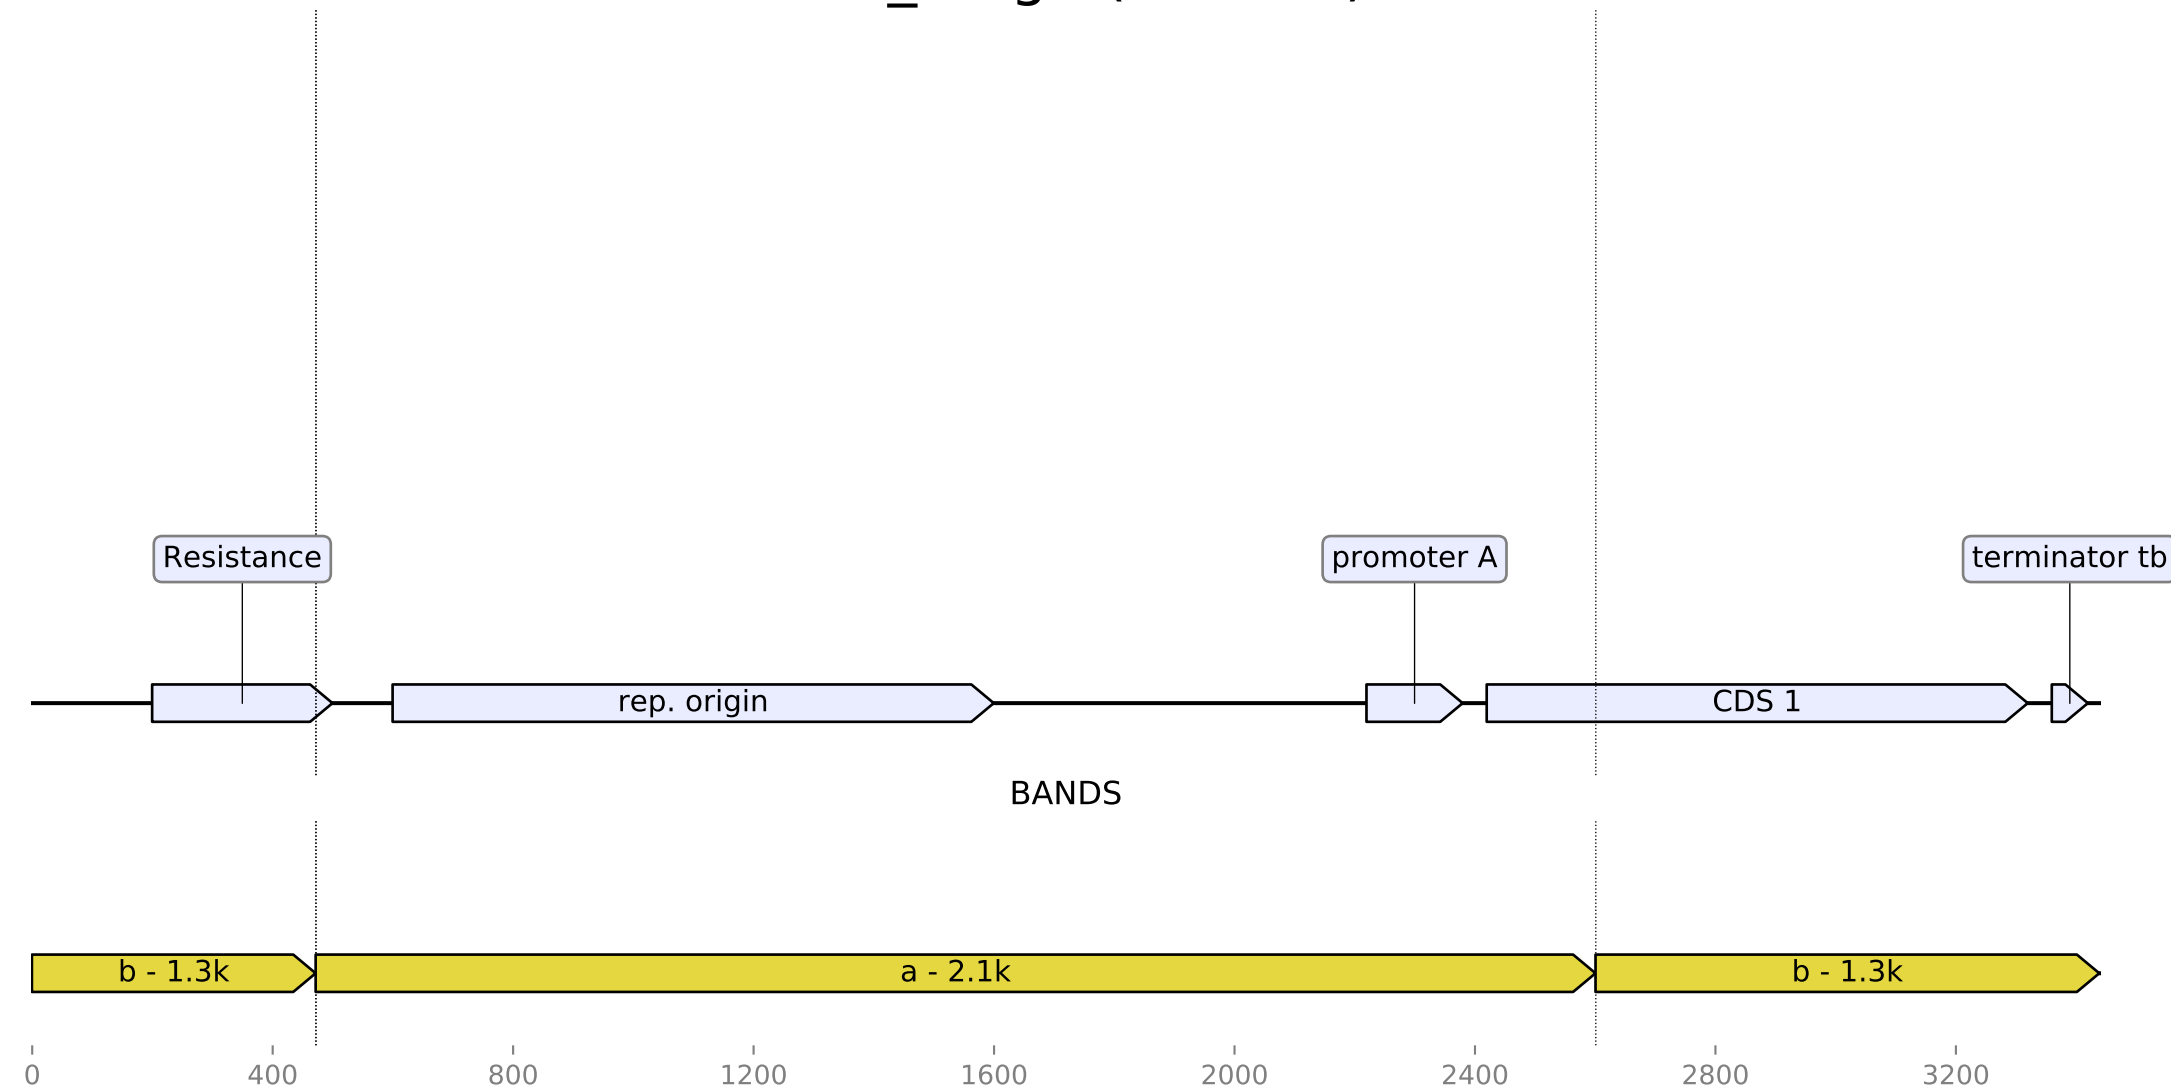 Resistance
promoter A
terminator tb
rep. origin
CDS 1
BANDS
b - 1.3k
a - 2.1k
b - 1.3k
0 400 800 1200 1600 2000 2400 2800 3200